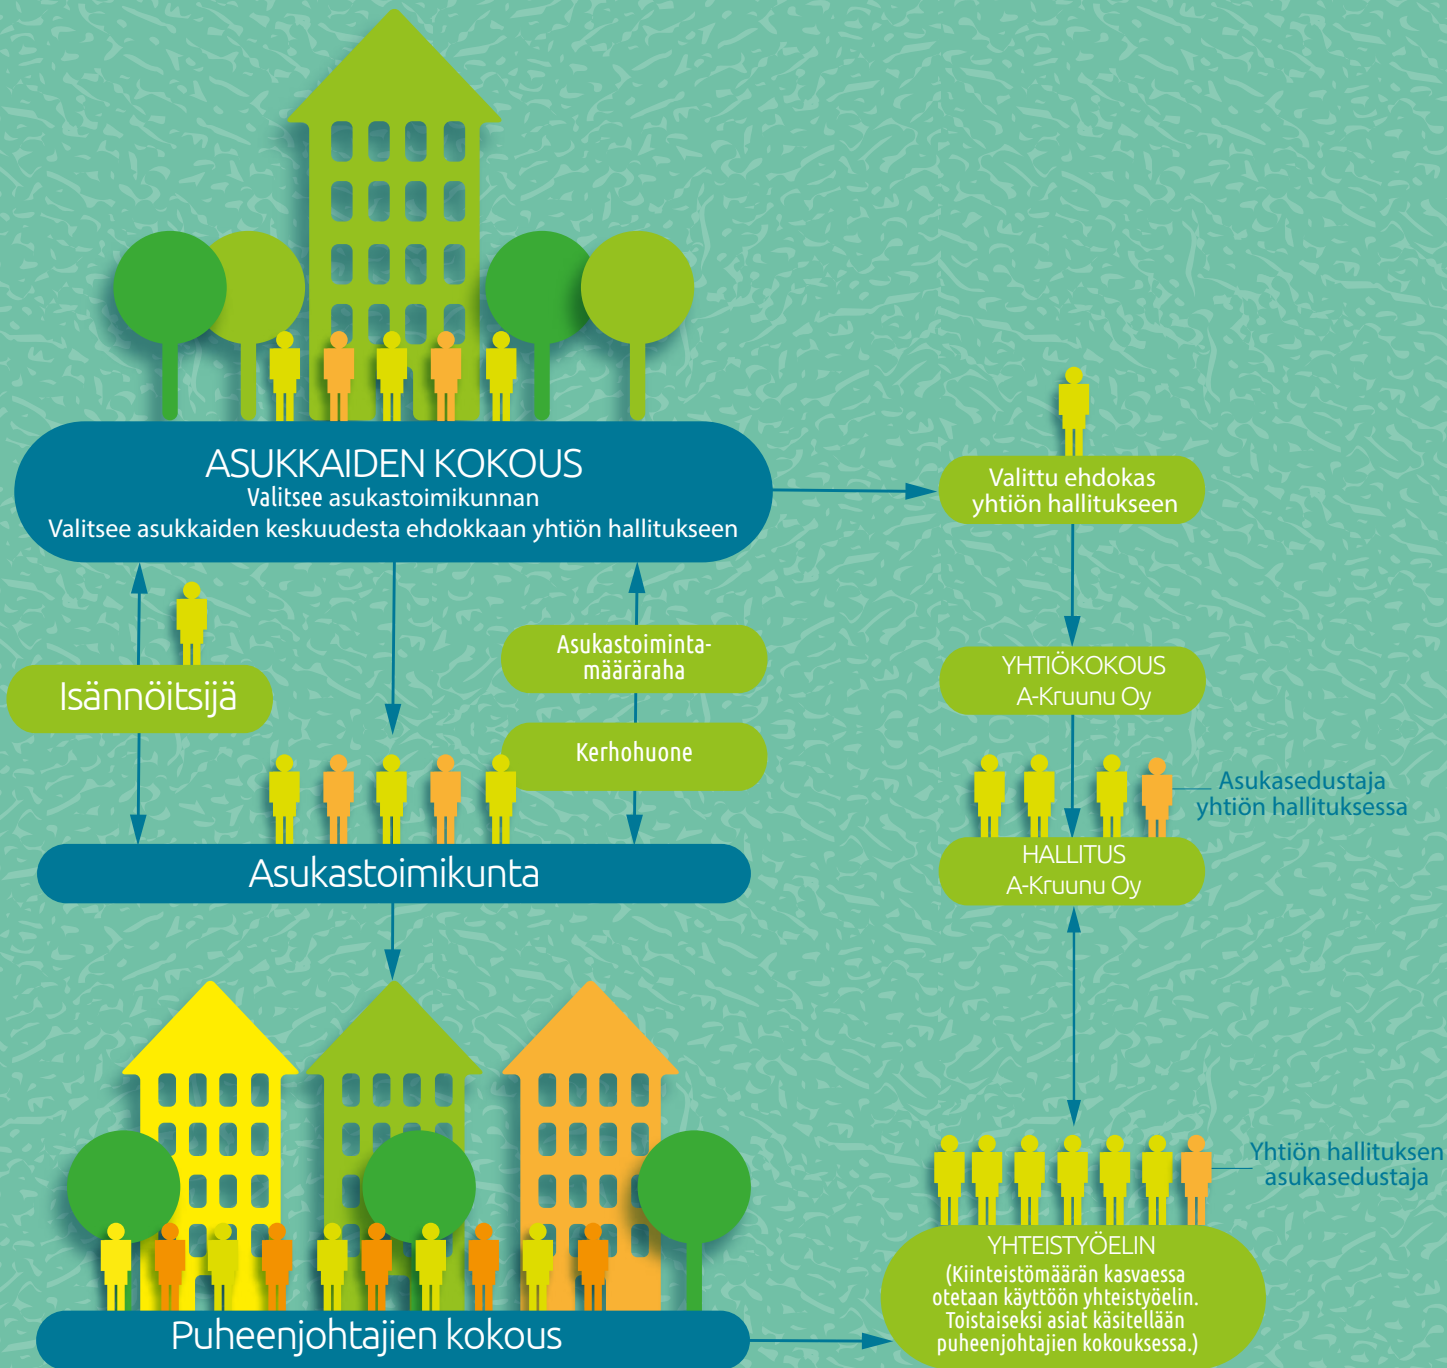 ASUKKAIDEN KOKOUS
Valitsee asukastoimikunnan
Valitsee asukkaiden keskuudesta ehdokkaan yhtiön hallitukseen
Valittu ehdokas
yhtiön hallitukseen
Isännöitsijä
Asukastoiminta-
määräraha
Kerhohuone
YHTIÖKOKOUS
A-Kruunu Oy
Asukasedustaja
yhtiön hallituksessa
HALLITUS
A-Kruunu Oy
Asukastoimikunta
Yhtiön hallituksen
asukasedustaja
YHTEISTYÖELIN
(Kiinteistömäärän kasvaessa
otetaan käyttöön yhteistyöelin.
Toistaiseksi asiat käsitellään
puheenjohtajien kokouksessa.)
Puheenjohtajien kokous